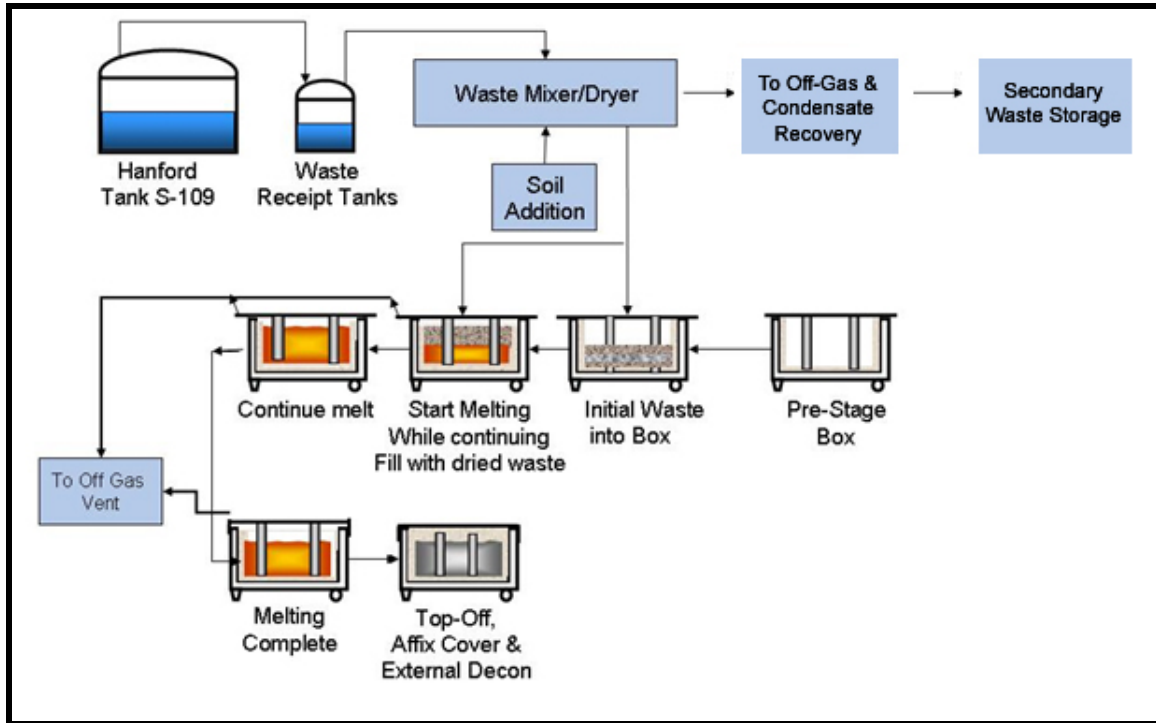 Hanford
Tank S-109
Waste
Receipt Tanks
Waste Mixer/Dryer
Soil
Addition
To Off-Gas &
Condensate
Recovery
Secondary
Waste Storage
Continue melt
Start Melting
While continuing
Fill with dried waste
Initial Waste
into Box
Pre-Stage
Box
To Off Gas
Vent
Melting
Complete
Top-Off,
Affix Cover &
External Decon